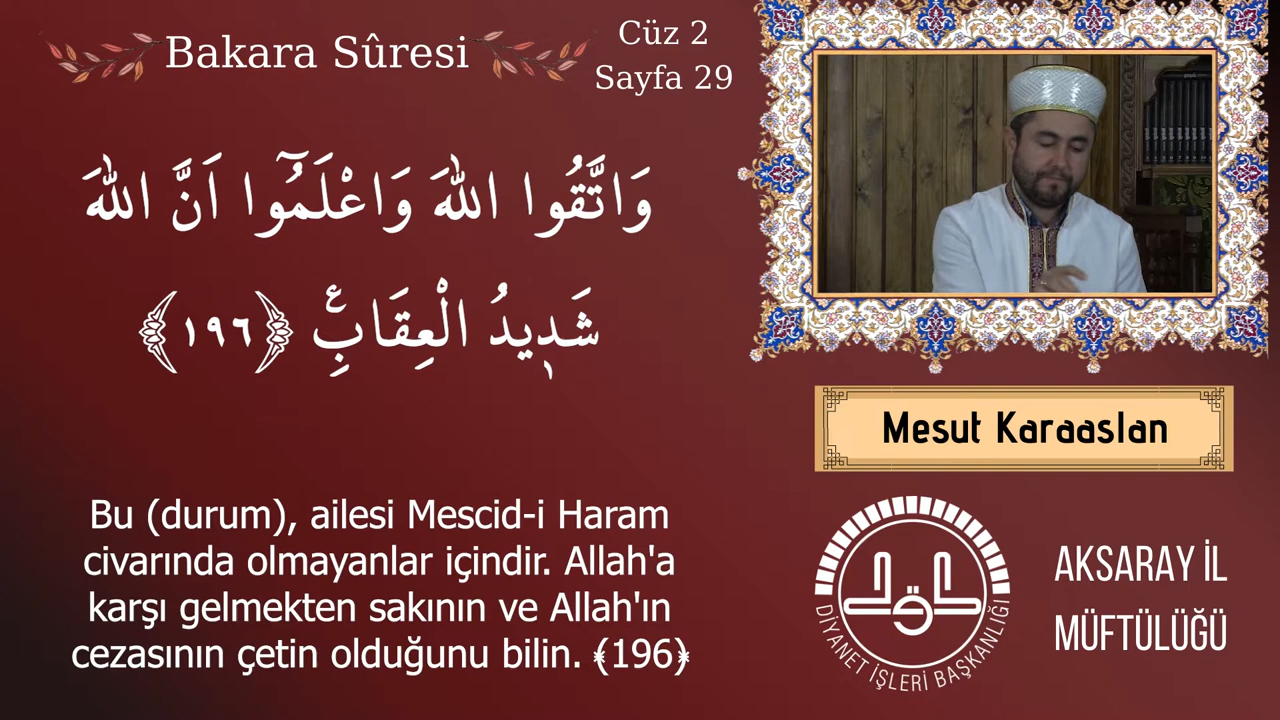 Bakara Sûresi
Cüz 2
Sayfa 29
وَاتَّقُوا اللّٰهَ وَاعْلَمُٓوا اَنَّ اللّٰهَ
شَد۪يدُ الْعِقَابِ ۟ع ﴿١٩٦﴾
Bu (durum), ailesi Mescid-i Haram
civarında olmayanlar içindir. Allah'a
karşı gelmekten sakının ve Allah'ın
cezasının çetin olduğunu bilin. ﴾196﴿
Mesut Karaaslan
DİYANET İŞLERİ BAŞKANLIĞI
AKSARAY İL
MÜFTÜLÜĞÜ